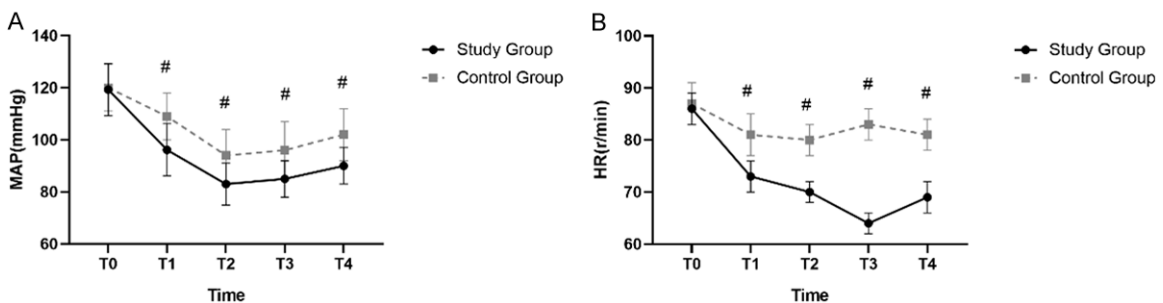 A
MAP(mmHg)
140
120
100
80
60
# # # #
T0 T1 T2 T3 T4
Time
Study Group
Control Group
B
HR(r/min)
100
90
80
70
60
# # # #
T0 T1 T2 T3 T4
Time
Study Group
Control Group